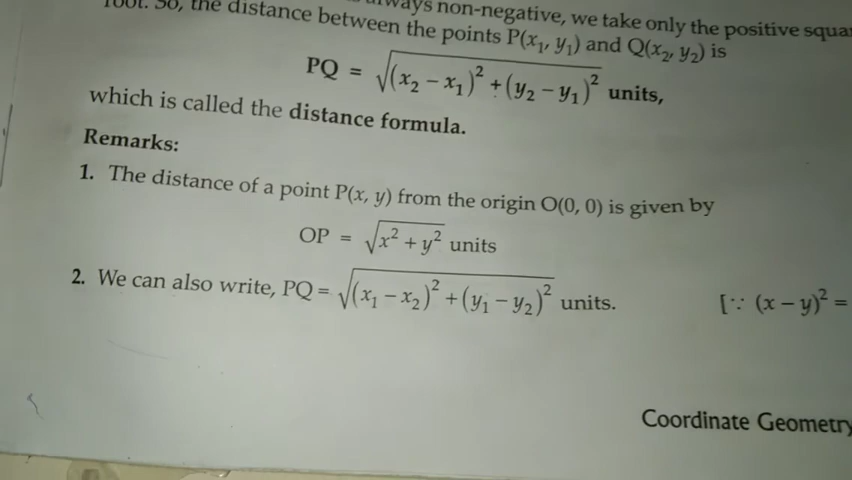 always non-negative, we take only the positive
root. So, the distance between the points P(x₁, y₁) and Q(x₂, y₂) is
PQ = √((x₂ − x₁)² + (y₂ − y₁)²) units,
which is called the distance formula.
Remarks:
1. The distance of a point P(x, y) from the origin O(0, 0) is given by
OP = √(x² + y²) units
2. We can also write, PQ = √((x₁ − x₂)² + (y₁ − y₂)²) units. [∵ (x − y)² =
Coordinate Geometry